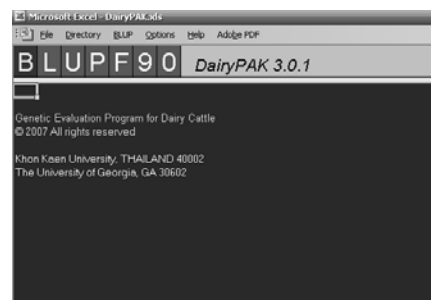 Microsoft Excel - DairyPAK.xls
File Directory BLUP Options Help Adobe PDF
BLUPF90 DairyPAK 3.0.1
Genetic Evaluation Program for Dairy Cattle
© 2007 All rights reserved
Khon Kaen University, THAILAND 40002
The University of Georgia, GA 30602